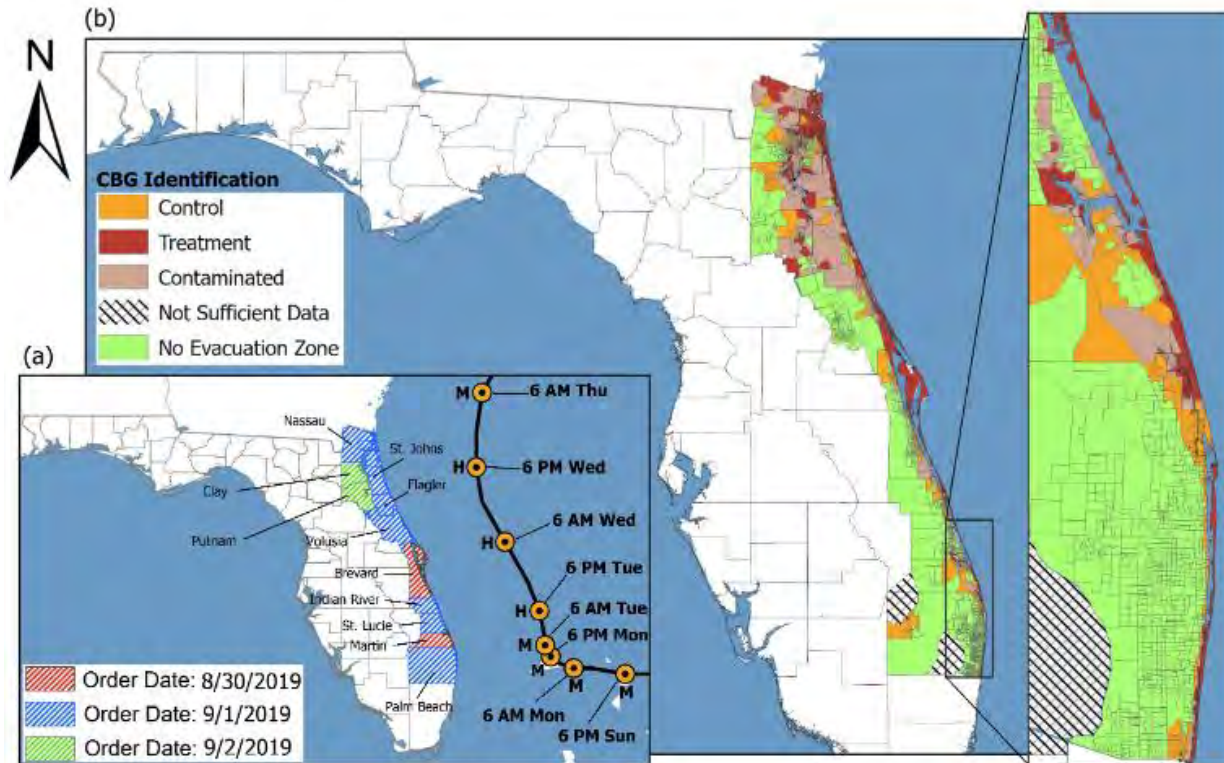 (b)
N
CBG Identification
Control
Treatment
Contaminated
Not Sufficient Data
No Evacuation Zone
(a)
Nassau
St. Johns
Clay
Flagler
Putnam
Volusia
Brevard
Indian River
St. Lucie
Martin
Palm Beach
M 6 AM Thu
H 6 PM Wed
H 6 AM Wed
H 6 PM Tue
M 6 AM Tue
M 6 PM Mon
M 6 AM Mon
M 6 PM Sun
Order Date: 8/30/2019
Order Date: 9/1/2019
Order Date: 9/2/2019